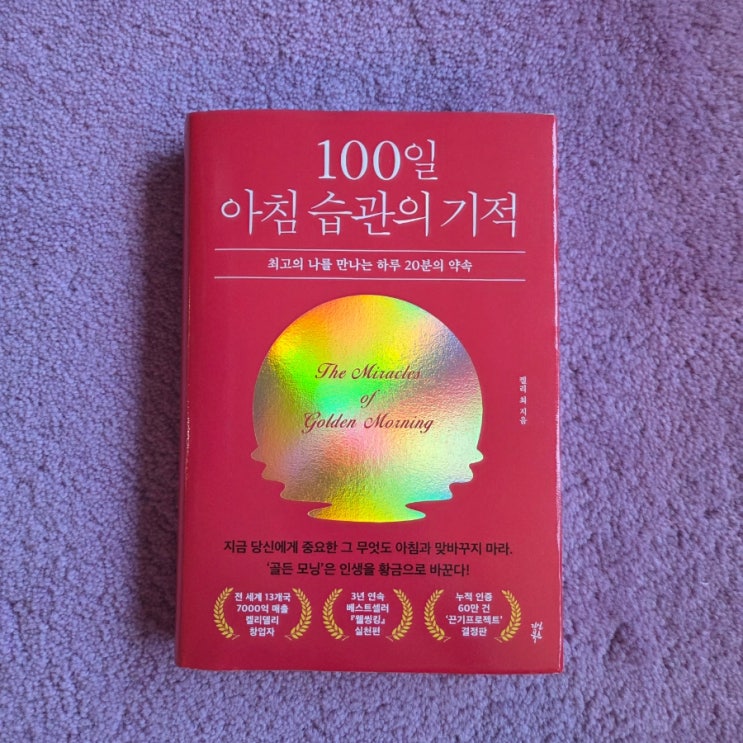 100일
아침 습관의 기적
최고의 나를 만나는 하루 20분의 약속
The Miracles
of
Golden Morning
켈리 최 지음
지금 당신에게 중요한 그 무엇도 아침과 맞바꾸지 마라.
‘골든 모닝’은 인생을 황금으로 바꾼다!
전 세계 13개국
7000억 매출
켈리델리
창업자
3년 연속
베스트셀러
『웰씽킹』
실천편
누적 인증
60만 건
‘끈기프로젝트’
결정판
다산
북스